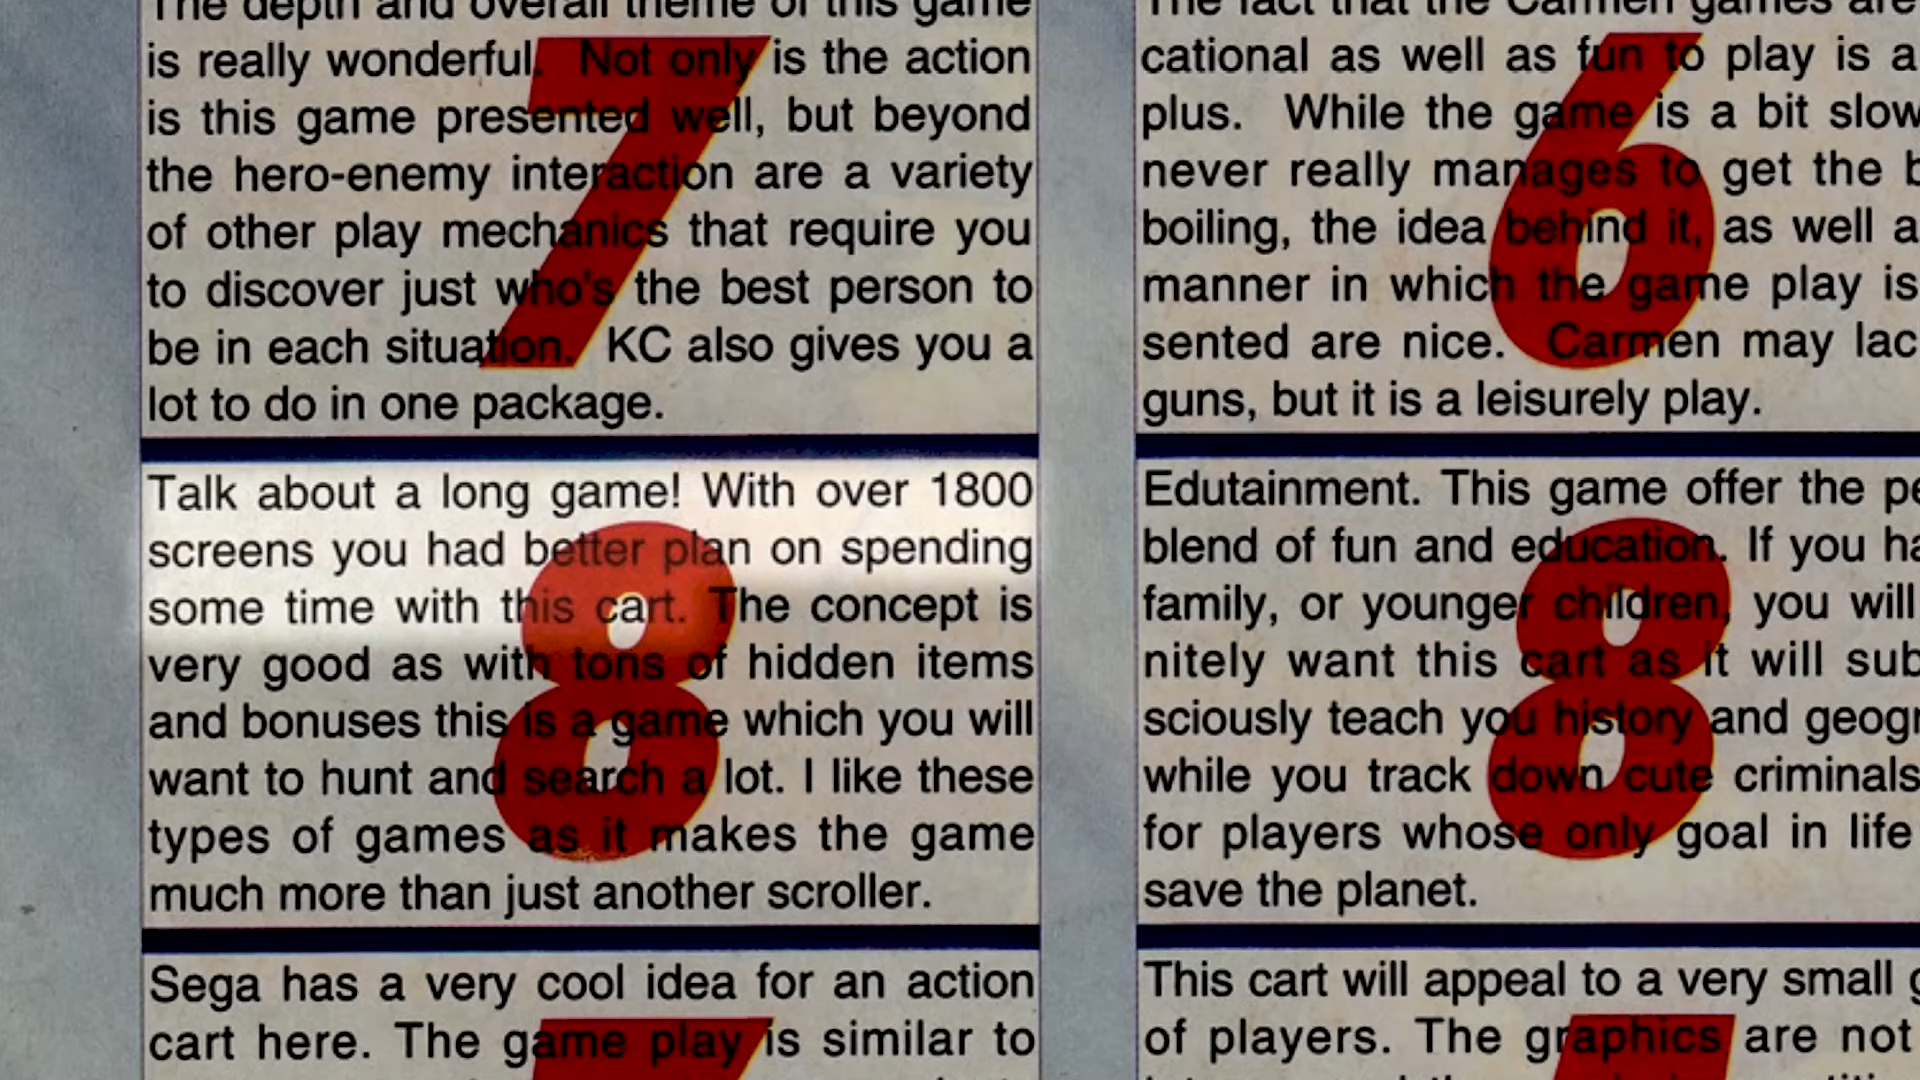 The depth and overall theme of this game
is really wonderful. Not only is the action
is this game presented well, but beyond
the hero-enemy interaction are a variety
of other play mechanics that require you
to discover just who's the best person to
be in each situation. KC also gives you a
lot to do in one package.
7
Talk about a long game! With over 1800
screens you had better plan on spending
some time with this cart. The concept is
very good as with tons of hidden items
and bonuses this is a game which you will
want to hunt and search a lot. I like these
types of games as it makes the game
much more than just another scroller.
8
Sega has a very cool idea for an action
cart here. The game play is similar to
The fact that the Carmen games are
cational as well as fun to play is a
plus. While the game is a bit slow
never really manages to get the b
boiling, the idea behind it, as well a
manner in which the game play is
sented are nice. Carmen may lac
guns, but it is a leisurely play.
6
Edutainment. This game offer the pe
blend of fun and education. If you ha
family, or younger children, you will
nitely want this cart as it will sub
sciously teach you history and geogr
while you track down cute criminals
for players whose only goal in life
save the planet.
8
This cart will appeal to a very small g
of players. The graphics are not